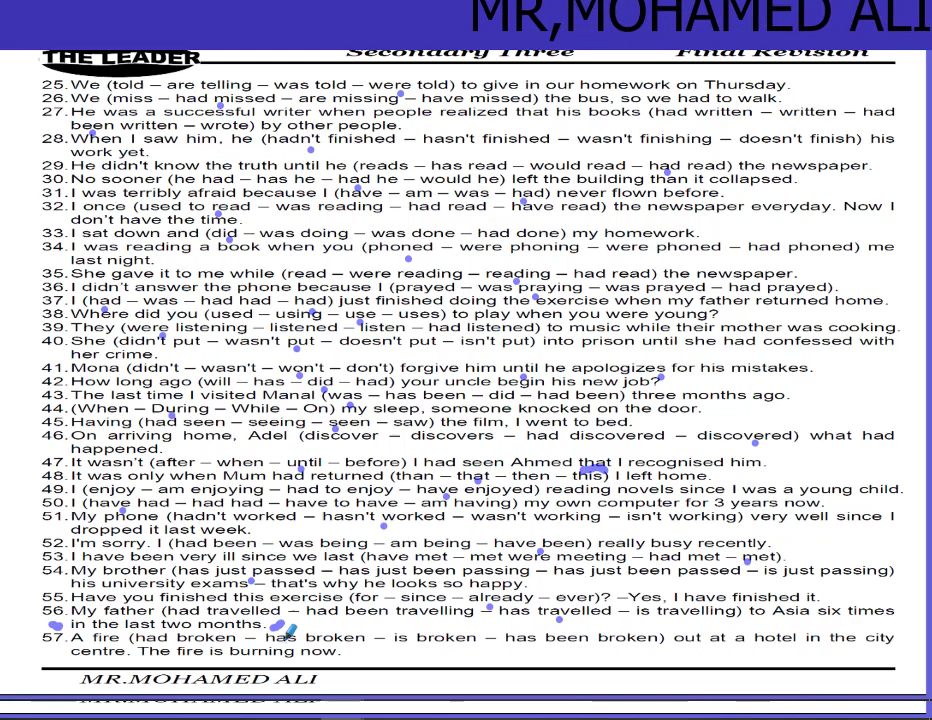 MR,MOHAMED ALI
THE LEADER Secondary Three Final Revision
25. We (told – are telling – was told – were told) to give in our homework on Thursday.
26. We (miss – had missed – are missing – have missed) the bus, so we had to walk.
27. He was a successful writer when people realized that his books (had written – written – had
been written – wrote) by other people.
28. When I saw him, he (hadn't finished – hasn't finished – wasn't finishing – doesn't finish) his
work yet.
29. He didn't know the truth until he (reads – has read – would read – had read) the newspaper.
30. No sooner (he had – has he – had he – would he) left the building than it collapsed.
31. I was terribly afraid because I (have – am – was – had) never flown before.
32. I once (used to read – was reading – had read – have read) the newspaper everyday. Now I
don't have the time.
33. I sat down and (did – was doing – was done – had done) my homework.
34. I was reading a book when you (phoned – were phoning – were phoned – had phoned) me
last night.
35. She gave it to me while (read – were reading – reading – had read) the newspaper.
36. I didn't answer the phone because I (prayed – was praying – was prayed – had prayed).
37. I (had – was – had had – had) just finished doing the exercise when my father returned home.
38. Where did you (used – using – use – uses) to play when you were young?
39. They (were listening – listened – listen – had listened) to music while their mother was cooking.
40. She (didn't put – wasn't put – doesn't put – isn't put) into prison until she had confessed with
her crime.
41. Mona (didn't – wasn't – won't – don't) forgive him until he apologizes for his mistakes.
42. How long ago (will – has – did – had) your uncle begin his new job?
43. The last time I visited Manal (was – has been – did – had been) three months ago.
44. (When – During – While – On) my sleep, someone knocked on the door.
45. Having (had seen – seeing – seen – saw) the film, I went to bed.
46. On arriving home, Adel (discover – discovers – had discovered – discovered) what had
happened.
47. It wasn't (after – when – until – before) I had seen Ahmed that I recognised him.
48. It was only when Mum had returned (than – that – then – this) I left home.
49. I (enjoy – am enjoying – had to enjoy – have enjoyed) reading novels since I was a young child.
50. I (have had – had had – have to have – am having) my own computer for 3 years now.
51. My phone (hadn't worked – hasn't worked – wasn't working – isn't working) very well since I
dropped it last week.
52. I'm sorry. I (had been – was being – am being – have been) really busy recently.
53. I have been very ill since we last (have met – met were meeting – had met – met).
54. My brother (has just passed – has just been passing – has just been passed – is just passing)
his university exams – that's why he looks so happy.
55. Have you finished this exercise (for – since – already – ever)? –Yes, I have finished it.
56. My father (had travelled – had been travelling – has travelled – is travelling) to Asia six times
in the last two months.
57. A fire (had broken – has broken – is broken – has been broken) out at a hotel in the city
centre. The fire is burning now.
MR.MOHAMED ALI
MR.MOHAMED ALI